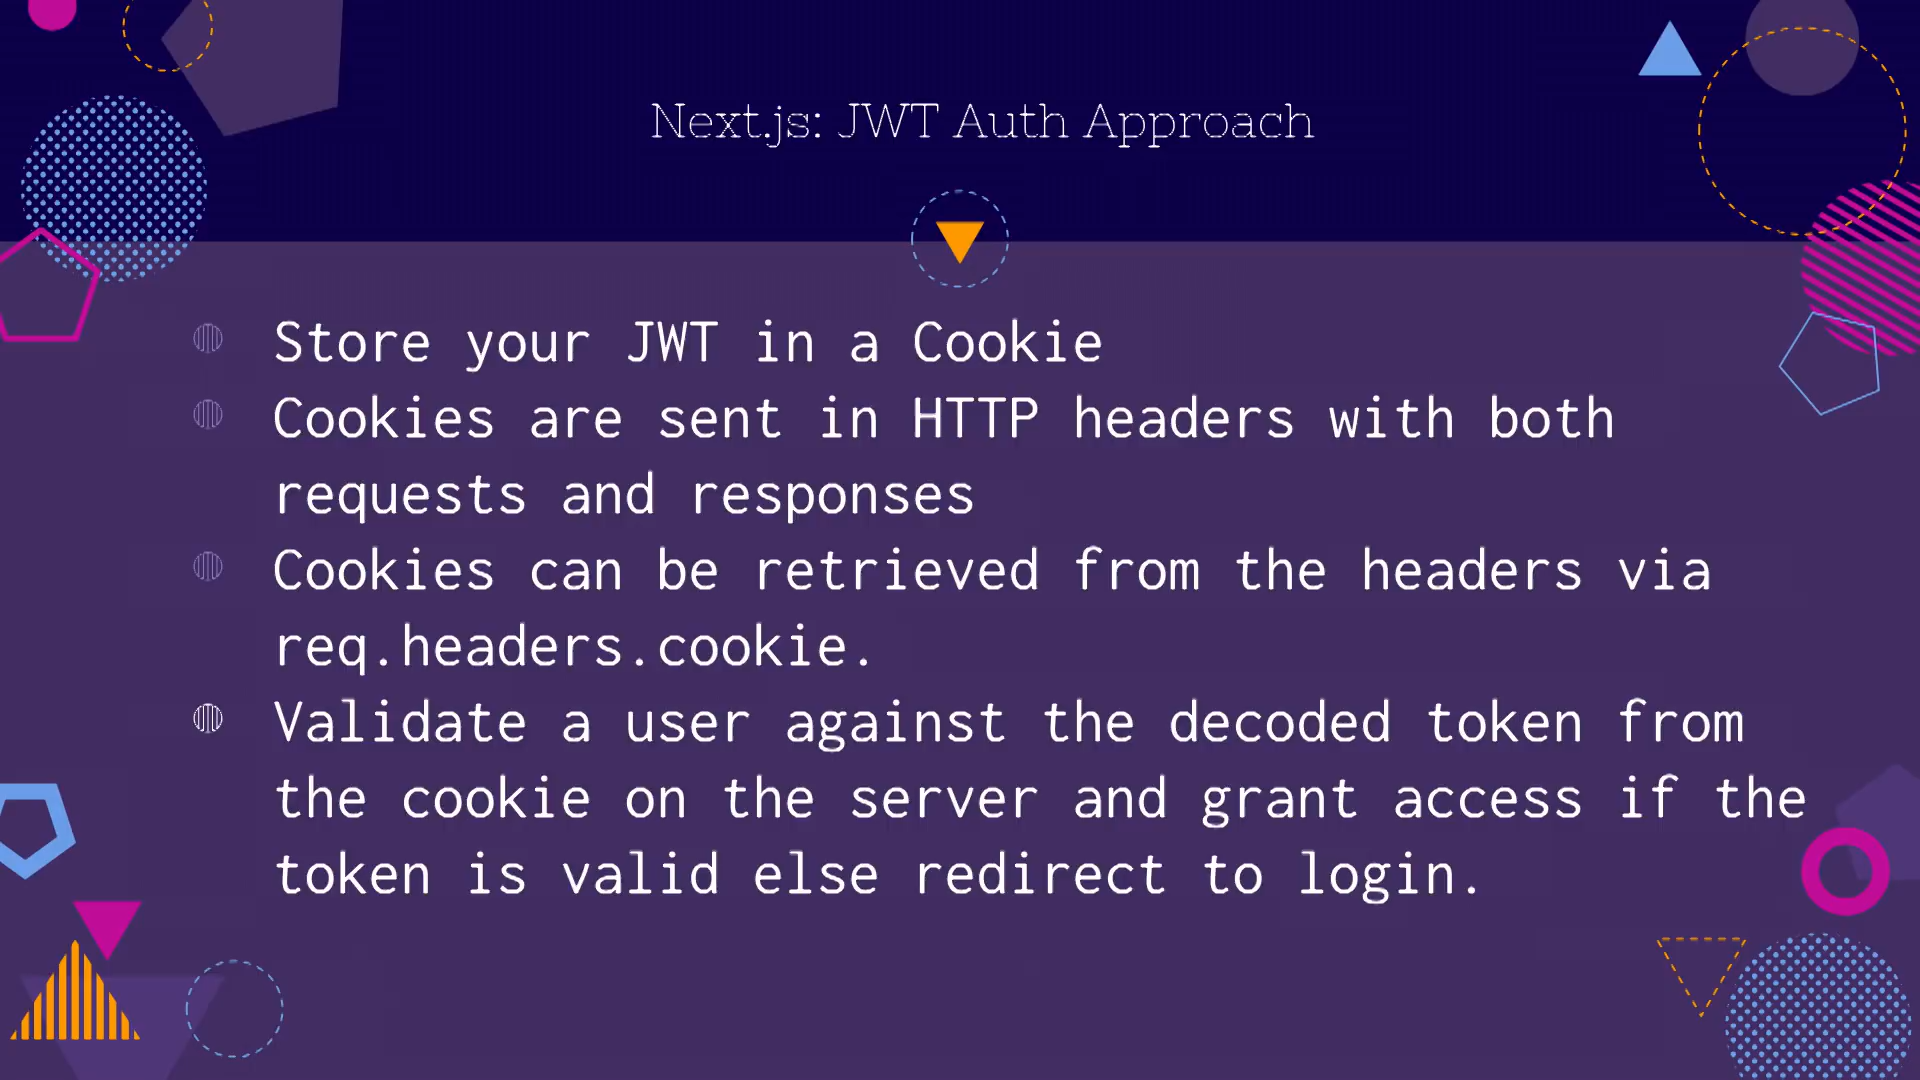 Next.js: JWT Auth Approach
Store your JWT in a Cookie
Cookies are sent in HTTP headers with both
requests and responses
Cookies can be retrieved from the headers via
req.headers.cookie.
Validate a user against the decoded token from
the cookie on the server and grant access if the
token is valid else redirect to login.